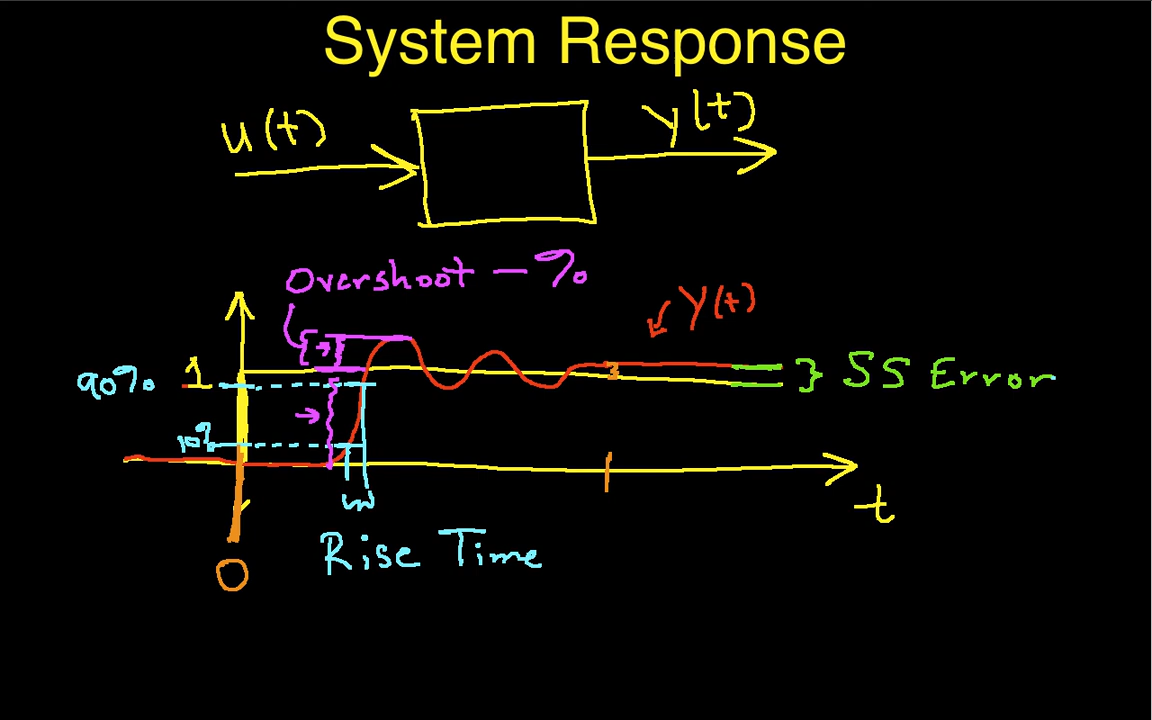 System Response
u(t)
y(t)
Overshoot – %
y(t)
90%
1
} SS Error
10%
t
Rise Time
0